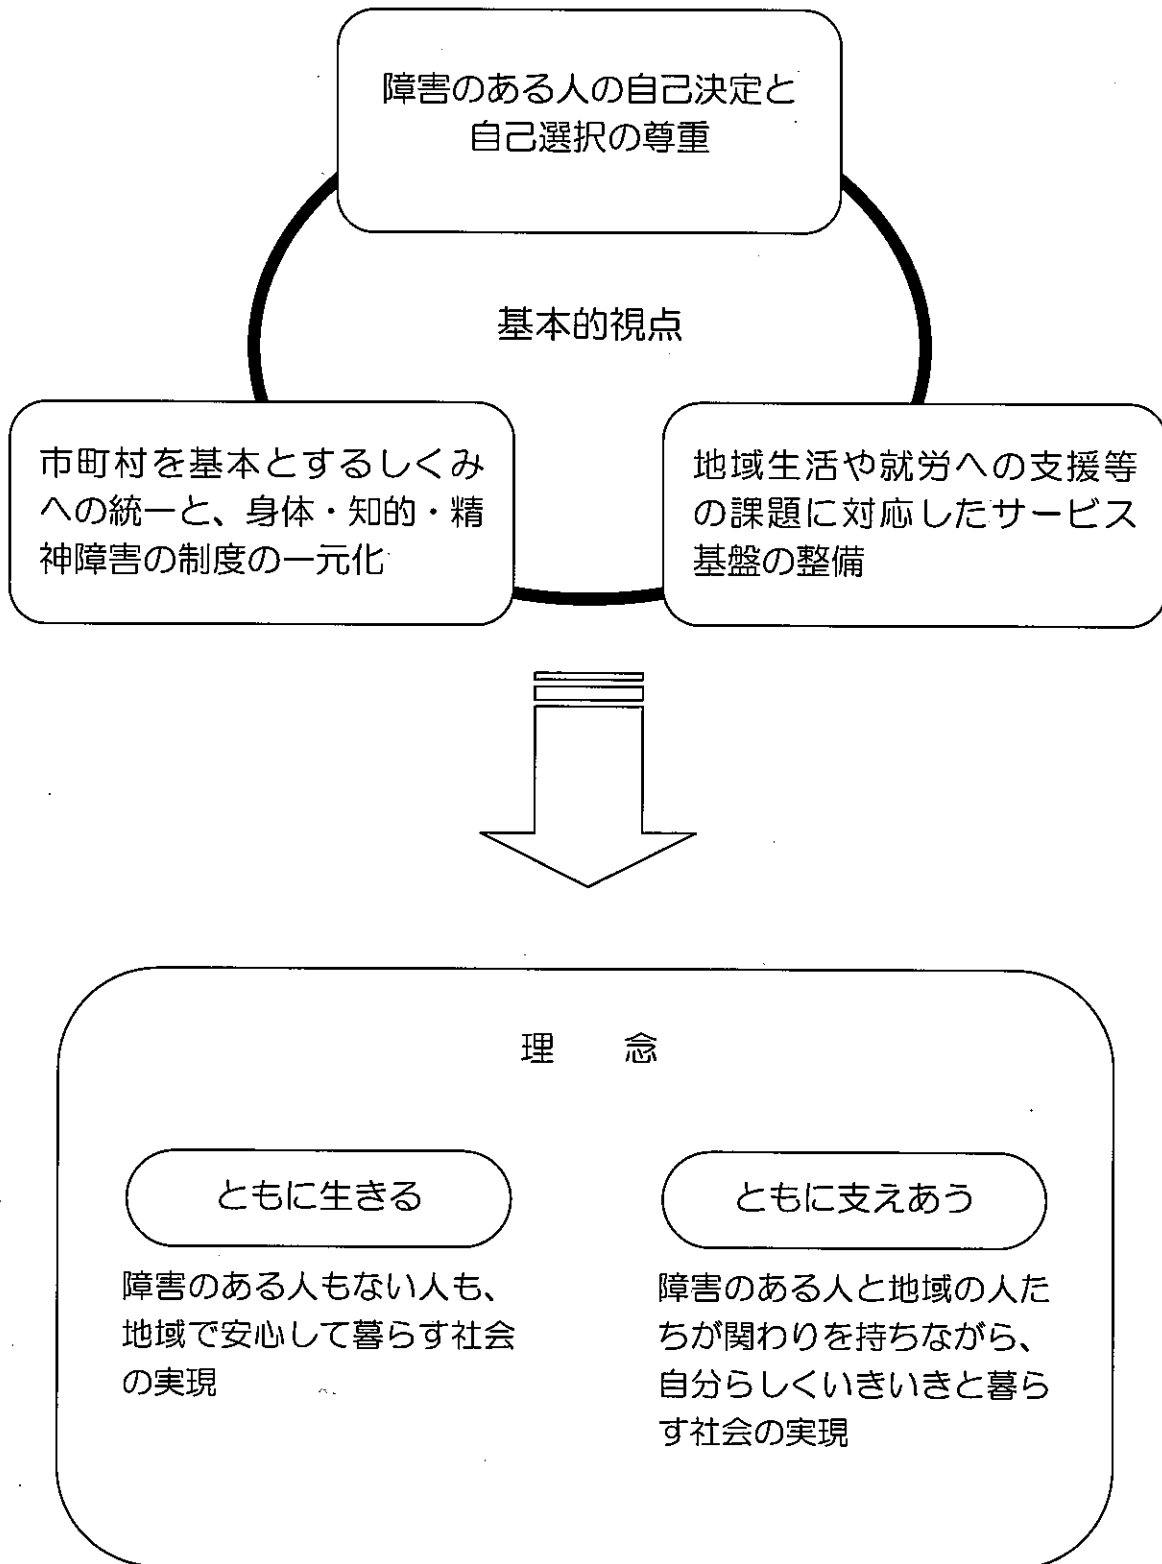 障害のある人の自己決定と
自己選択の尊重
基本的視点
市町村を基本とするしくみ
への統一と、身体・知的・精
神障害の制度の一元化
地域生活や就労への支援等
の課題に対応したサービス
基盤の整備
理　念
ともに生きる
障害のある人もない人も、
地域で安心して暮らす社会
の実現
ともに支えあう
障害のある人と地域の人た
ちが関わりを持ちながら、
自分らしくいきいきと暮ら
す社会の実現